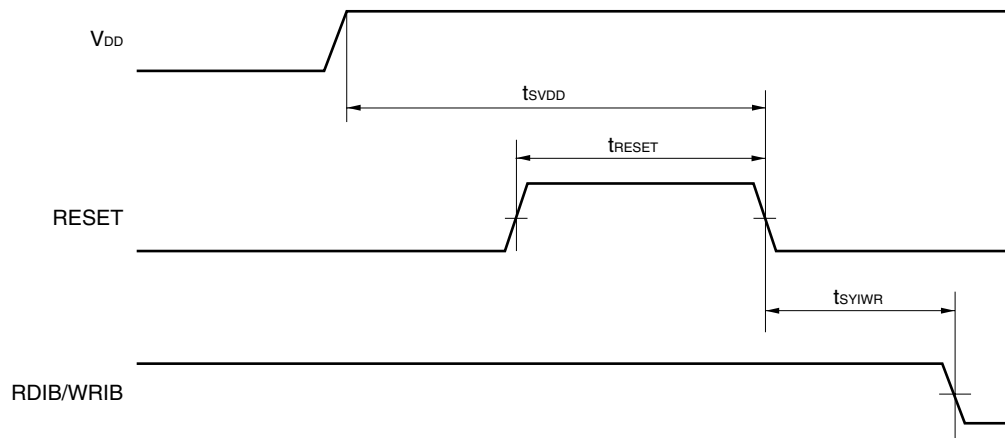 VDD
tSVDD
tRESET
RESET
tSYIWR
RDIB/WRIB